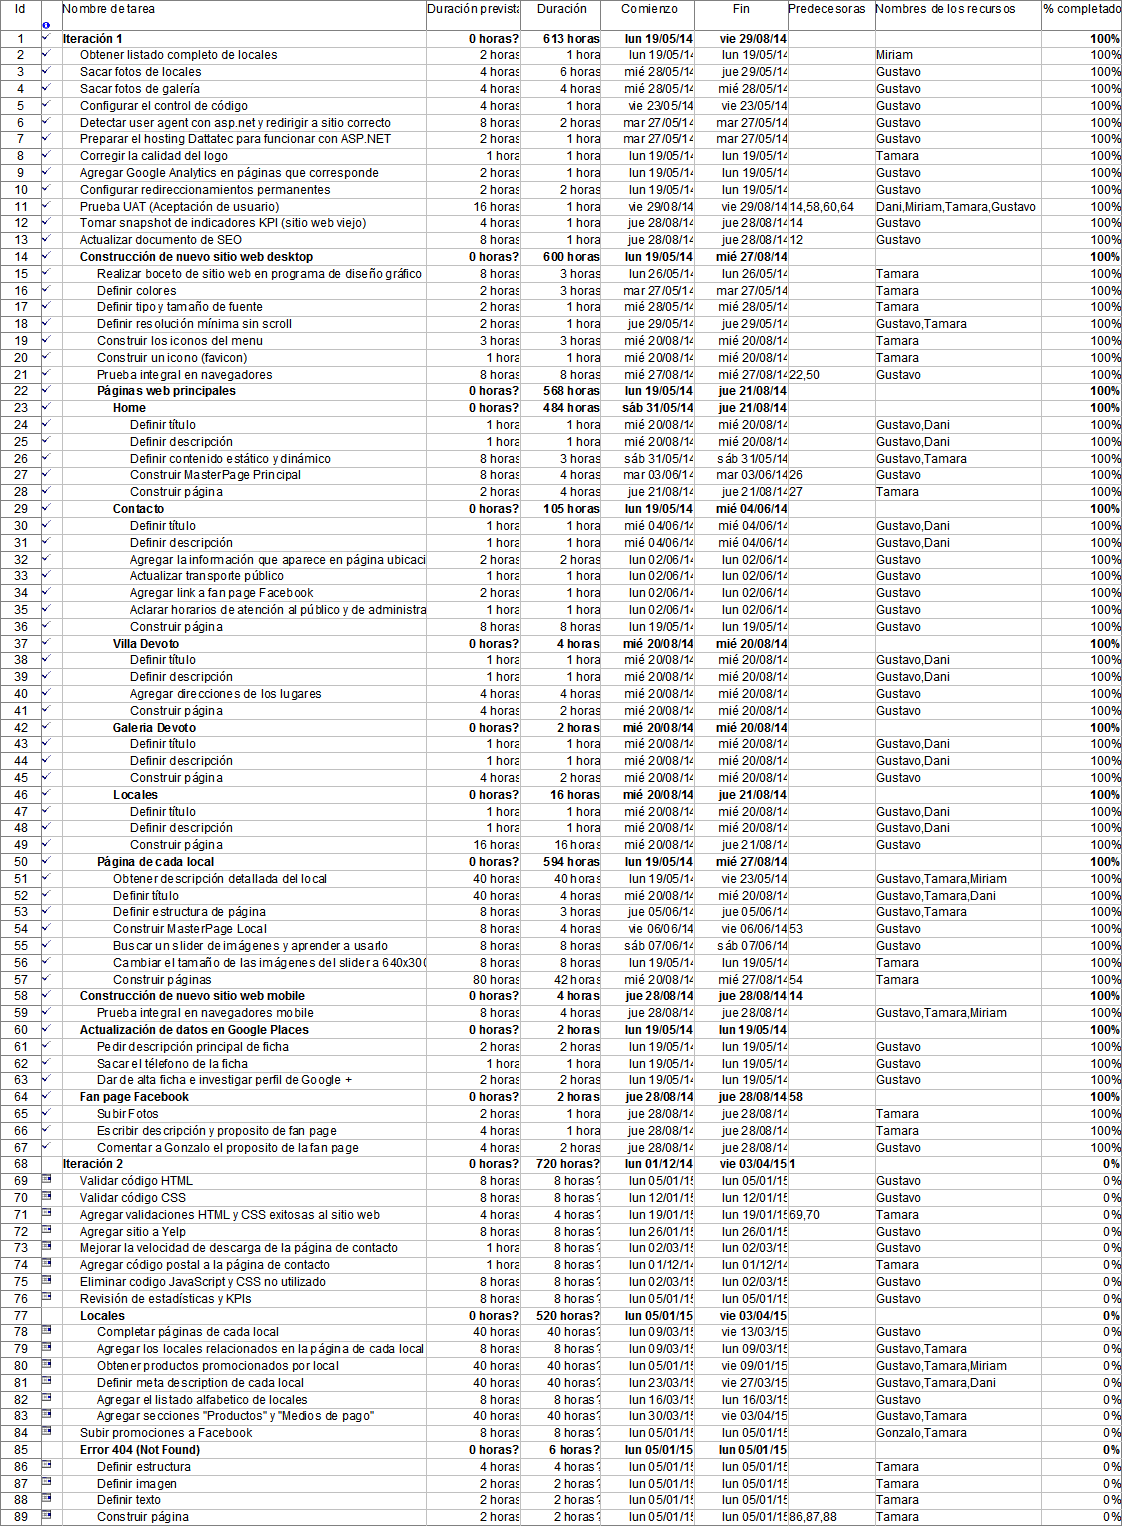 Id Nombre de tarea Duración prevista Duración Comienzo Fin Predecesoras Nombres de los recursos % completado
1 Iteración 1 0 horas? 613 horas lun 19/05/14 vie 29/08/14 100%
2 Obtener listado completo de locales 2 horas 1 hora lun 19/05/14 lun 19/05/14 Miriam 100%
3 Sacar fotos de locales 4 horas 6 horas mié 28/05/14 jue 29/05/14 Gustavo 100%
4 Sacar fotos de galería 4 horas 4 horas mié 28/05/14 mié 28/05/14 Gustavo 100%
5 Configurar el control de código 4 horas 1 hora vie 23/05/14 vie 23/05/14 Gustavo 100%
6 Detectar user agent con asp.net y redirigir a sitio correcto 8 horas 2 horas mar 27/05/14 mar 27/05/14 Gustavo 100%
7 Preparar el hosting Dattatec para funcionar con ASP.NET 2 horas 1 hora mar 27/05/14 mar 27/05/14 Gustavo 100%
8 Corregir la calidad del logo 1 hora 1 hora lun 19/05/14 lun 19/05/14 Tamara 100%
9 Agregar Google Analytics en páginas que corresponde 2 horas 1 hora lun 19/05/14 lun 19/05/14 Gustavo 100%
10 Configurar redireccionamientos permanentes 2 horas 2 horas lun 19/05/14 lun 19/05/14 Gustavo 100%
11 Prueba UAT (Aceptación de usuario) 16 horas 1 hora vie 29/08/14 vie 29/08/14 14,58,60,64 Dani,Miriam,Tamara,Gustavo 100%
12 Tomar snapshot de indicadores KPI (sitio web viejo) 4 horas 1 hora jue 28/08/14 jue 28/08/14 14 Gustavo 100%
13 Actualizar documento de SEO 8 horas 1 hora jue 28/08/14 jue 28/08/14 12 Gustavo 100%
14 Construcción de nuevo sitio web desktop 0 horas? 600 horas lun 19/05/14 mié 27/08/14 100%
15 Realizar boceto de sitio web en programa de diseño gráfico 8 horas 3 horas lun 26/05/14 lun 26/05/14 Tamara 100%
16 Definir colores 2 horas 3 horas mar 27/05/14 mar 27/05/14 Tamara 100%
17 Definir tipo y tamaño de fuente 2 horas 1 hora mié 28/05/14 mié 28/05/14 Tamara 100%
18 Definir resolución mínima sin scroll 2 horas 1 hora jue 29/05/14 jue 29/05/14 Gustavo,Tamara 100%
19 Construir los iconos del menu 3 horas 3 horas mié 20/08/14 mié 20/08/14 Tamara 100%
20 Construir un icono (favicon) 1 hora 1 hora mié 20/08/14 mié 20/08/14 Tamara 100%
21 Prueba integral en navegadores 8 horas 8 horas mié 27/08/14 mié 27/08/14 22,50 Gustavo 100%
22 Páginas web principales 0 horas? 568 horas lun 19/05/14 jue 21/08/14 100%
23 Home 0 horas? 484 horas sáb 31/05/14 jue 21/08/14 100%
24 Definir título 1 hora 1 hora mié 20/08/14 mié 20/08/14 Gustavo,Dani 100%
25 Definir descripción 1 hora 1 hora mié 20/08/14 mié 20/08/14 Gustavo,Dani 100%
26 Definir contenido estático y dinámico 8 horas 3 horas sáb 31/05/14 sáb 31/05/14 Gustavo,Tamara 100%
27 Construir MasterPage Principal 8 horas 4 horas mar 03/06/14 mar 03/06/14 26 Gustavo 100%
28 Construir página 2 horas 4 horas jue 21/08/14 jue 21/08/14 27 Tamara 100%
29 Contacto 0 horas? 105 horas lun 19/05/14 mié 04/06/14 100%
30 Definir título 1 hora 1 hora mié 04/06/14 mié 04/06/14 Gustavo,Dani 100%
31 Definir descripción 1 hora 1 hora mié 04/06/14 mié 04/06/14 Gustavo,Dani 100%
32 Agregar la información que aparece en página ubicaci 2 horas 2 horas lun 02/06/14 lun 02/06/14 Gustavo 100%
33 Actualizar transporte público 1 hora 1 hora lun 02/06/14 lun 02/06/14 Gustavo 100%
34 Agregar link a fan page Facebook 2 horas 1 hora lun 02/06/14 lun 02/06/14 Gustavo 100%
35 Aclarar horarios de atención al público y de administra 1 hora 1 hora lun 02/06/14 lun 02/06/14 Gustavo 100%
36 Construir página 8 horas 8 horas lun 19/05/14 lun 19/05/14 Gustavo 100%
37 Villa Devoto 0 horas? 4 horas mié 20/08/14 mié 20/08/14 100%
38 Definir título 1 hora 1 hora mié 20/08/14 mié 20/08/14 Gustavo,Dani 100%
39 Definir descripción 1 hora 1 hora mié 20/08/14 mié 20/08/14 Gustavo,Dani 100%
40 Agregar direcciones de los lugares 4 horas 4 horas mié 20/08/14 mié 20/08/14 Gustavo 100%
41 Construir página 4 horas 2 horas mié 20/08/14 mié 20/08/14 Gustavo 100%
42 Galeria Devoto 0 horas? 2 horas mié 20/08/14 mié 20/08/14 100%
43 Definir título 1 hora 1 hora mié 20/08/14 mié 20/08/14 Gustavo,Dani 100%
44 Definir descripción 1 hora 1 hora mié 20/08/14 mié 20/08/14 Gustavo,Dani 100%
45 Construir página 4 horas 2 horas mié 20/08/14 mié 20/08/14 Gustavo 100%
46 Locales 0 horas? 16 horas mié 20/08/14 jue 21/08/14 100%
47 Definir título 1 hora 1 hora mié 20/08/14 mié 20/08/14 Gustavo,Dani 100%
48 Definir descripción 1 hora 1 hora mié 20/08/14 mié 20/08/14 Gustavo,Dani 100%
49 Construir página 16 horas 16 horas mié 20/08/14 jue 21/08/14 Gustavo 100%
50 Página de cada local 0 horas? 594 horas lun 19/05/14 mié 27/08/14 100%
51 Obtener descripción detallada del local 40 horas 40 horas lun 19/05/14 vie 23/05/14 Gustavo,Tamara,Miriam 100%
52 Definir título 40 horas 4 horas mié 20/08/14 mié 20/08/14 Gustavo,Tamara,Dani 100%
53 Definir estructura de página 8 horas 3 horas jue 05/06/14 jue 05/06/14 Gustavo,Tamara 100%
54 Construir MasterPage Local 8 horas 4 horas vie 06/06/14 vie 06/06/14 53 Gustavo 100%
55 Buscar un slider de imágenes y aprender a usarlo 8 horas 8 horas sáb 07/06/14 sáb 07/06/14 Gustavo 100%
56 Cambiar el tamaño de las imágenes del slider a 640x300 8 horas 8 horas lun 19/05/14 lun 19/05/14 Tamara 100%
57 Construir páginas 80 horas 42 horas mié 20/08/14 mié 27/08/14 54 Tamara 100%
58 Construcción de nuevo sitio web mobile 0 horas? 4 horas jue 28/08/14 jue 28/08/14 14 100%
59 Prueba integral en navegadores mobile 8 horas 4 horas jue 28/08/14 jue 28/08/14 Gustavo,Tamara,Miriam 100%
60 Actualización de datos en Google Places 0 horas? 2 horas lun 19/05/14 lun 19/05/14 100%
61 Pedir descripción principal de ficha 2 horas 2 horas lun 19/05/14 lun 19/05/14 Gustavo 100%
62 Sacar el télefono de la ficha 1 hora 1 hora lun 19/05/14 lun 19/05/14 Gustavo 100%
63 Dar de alta ficha e investigar perfil de Google + 2 horas 2 horas lun 19/05/14 lun 19/05/14 Gustavo 100%
64 Fan page Facebook 0 horas? 2 horas jue 28/08/14 jue 28/08/14 58 100%
65 Subir Fotos 2 horas 1 hora jue 28/08/14 jue 28/08/14 Tamara 100%
66 Escribir descripción y proposito de fan page 4 horas 1 hora jue 28/08/14 jue 28/08/14 Tamara 100%
67 Comentar a Gonzalo el proposito de la fan page 4 horas 2 horas jue 28/08/14 jue 28/08/14 Gustavo 100%
68 Iteración 2 0 horas? 720 horas? lun 01/12/14 vie 03/04/15 1 0%
69 Validar código HTML 8 horas 8 horas? lun 05/01/15 lun 05/01/15 Gustavo 0%
70 Validar código CSS 8 horas 8 horas? lun 12/01/15 lun 12/01/15 Gustavo 0%
71 Agregar validaciones HTML y CSS exitosas al sitio web 4 horas 4 horas? lun 19/01/15 lun 19/01/15 69,70 Tamara 0%
72 Agregar sitio a Yelp 8 horas 8 horas? lun 26/01/15 lun 26/01/15 Gustavo 0%
73 Mejorar la velocidad de descarga de la página de contacto 1 hora 8 horas? lun 02/03/15 lun 02/03/15 Gustavo 0%
74 Agregar código postal a la página de contacto 1 hora 8 horas? lun 01/12/14 lun 01/12/14 Tamara 0%
75 Eliminar codigo JavaScript y CSS no utilizado 8 horas 8 horas? lun 02/03/15 lun 02/03/15 Gustavo 0%
76 Revisión de estadísticas y KPIs 8 horas 8 horas? lun 05/01/15 lun 05/01/15 Gustavo 0%
77 Locales 0 horas? 520 horas? lun 05/01/15 vie 03/04/15 0%
78 Completar páginas de cada local 40 horas 40 horas? lun 09/03/15 vie 13/03/15 Gustavo 0%
79 Agregar los locales relacionados en la página de cada local 8 horas 8 horas? lun 09/03/15 lun 09/03/15 Gustavo,Tamara 0%
80 Obtener productos promocionados por local 40 horas 40 horas? lun 05/01/15 vie 09/01/15 Gustavo,Tamara,Miriam 0%
81 Definir meta description de cada local 40 horas 40 horas? lun 23/03/15 vie 27/03/15 Gustavo,Tamara,Dani 0%
82 Agregar el listado alfabetico de locales 8 horas 8 horas? lun 16/03/15 lun 16/03/15 Gustavo 0%
83 Agregar secciones "Productos" y "Medios de pago" 40 horas 40 horas? lun 30/03/15 vie 03/04/15 Gustavo,Tamara 0%
84 Subir promociones a Facebook 8 horas 8 horas? lun 05/01/15 lun 05/01/15 Gonzalo,Tamara 0%
85 Error 404 (Not Found) 0 horas? 6 horas? lun 05/01/15 lun 05/01/15 0%
86 Definir estructura 4 horas 4 horas? lun 05/01/15 lun 05/01/15 Tamara 0%
87 Definir imagen 2 horas 2 horas? lun 05/01/15 lun 05/01/15 Tamara 0%
88 Definir texto 2 horas 2 horas? lun 05/01/15 lun 05/01/15 Tamara 0%
89 Construir página 2 horas 2 horas? lun 05/01/15 lun 05/01/15 86,87,88 Tamara 0%